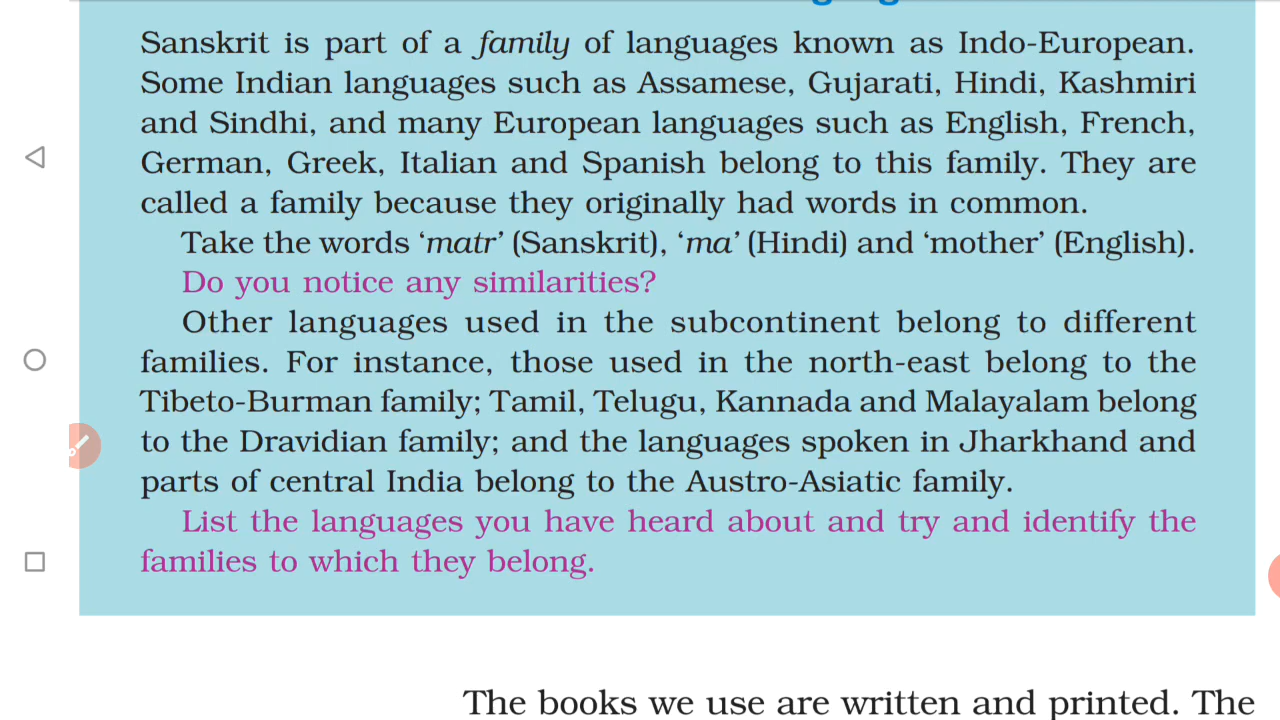 Sanskrit is part of a family of languages known as Indo-European.
Some Indian languages such as Assamese, Gujarati, Hindi, Kashmiri
and Sindhi, and many European languages such as English, French,
German, Greek, Italian and Spanish belong to this family. They are
called a family because they originally had words in common.
Take the words ‘matr’ (Sanskrit), ‘ma’ (Hindi) and ‘mother’ (English).
Do you notice any similarities?
Other languages used in the subcontinent belong to different
families. For instance, those used in the north-east belong to the
Tibeto-Burman family; Tamil, Telugu, Kannada and Malayalam belong
to the Dravidian family; and the languages spoken in Jharkhand and
parts of central India belong to the Austro-Asiatic family.
List the languages you have heard about and try and identify the
families to which they belong.
The books we use are written and printed. The